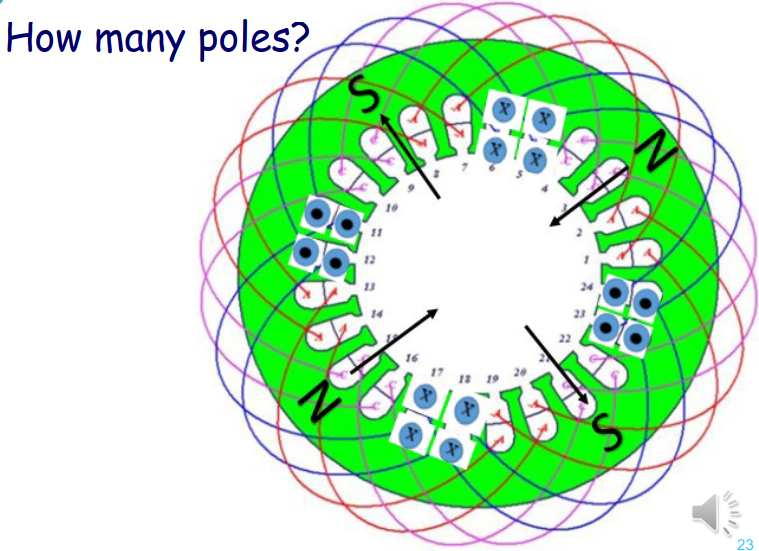 How many poles?
S
N
X X
X X
A A A A
C C C C
9 8 7 6 5 4
10 3
11 2
12 1
13 24
14 23
15 22
16 21
17 18 19 20
N
X X
X X
S
23